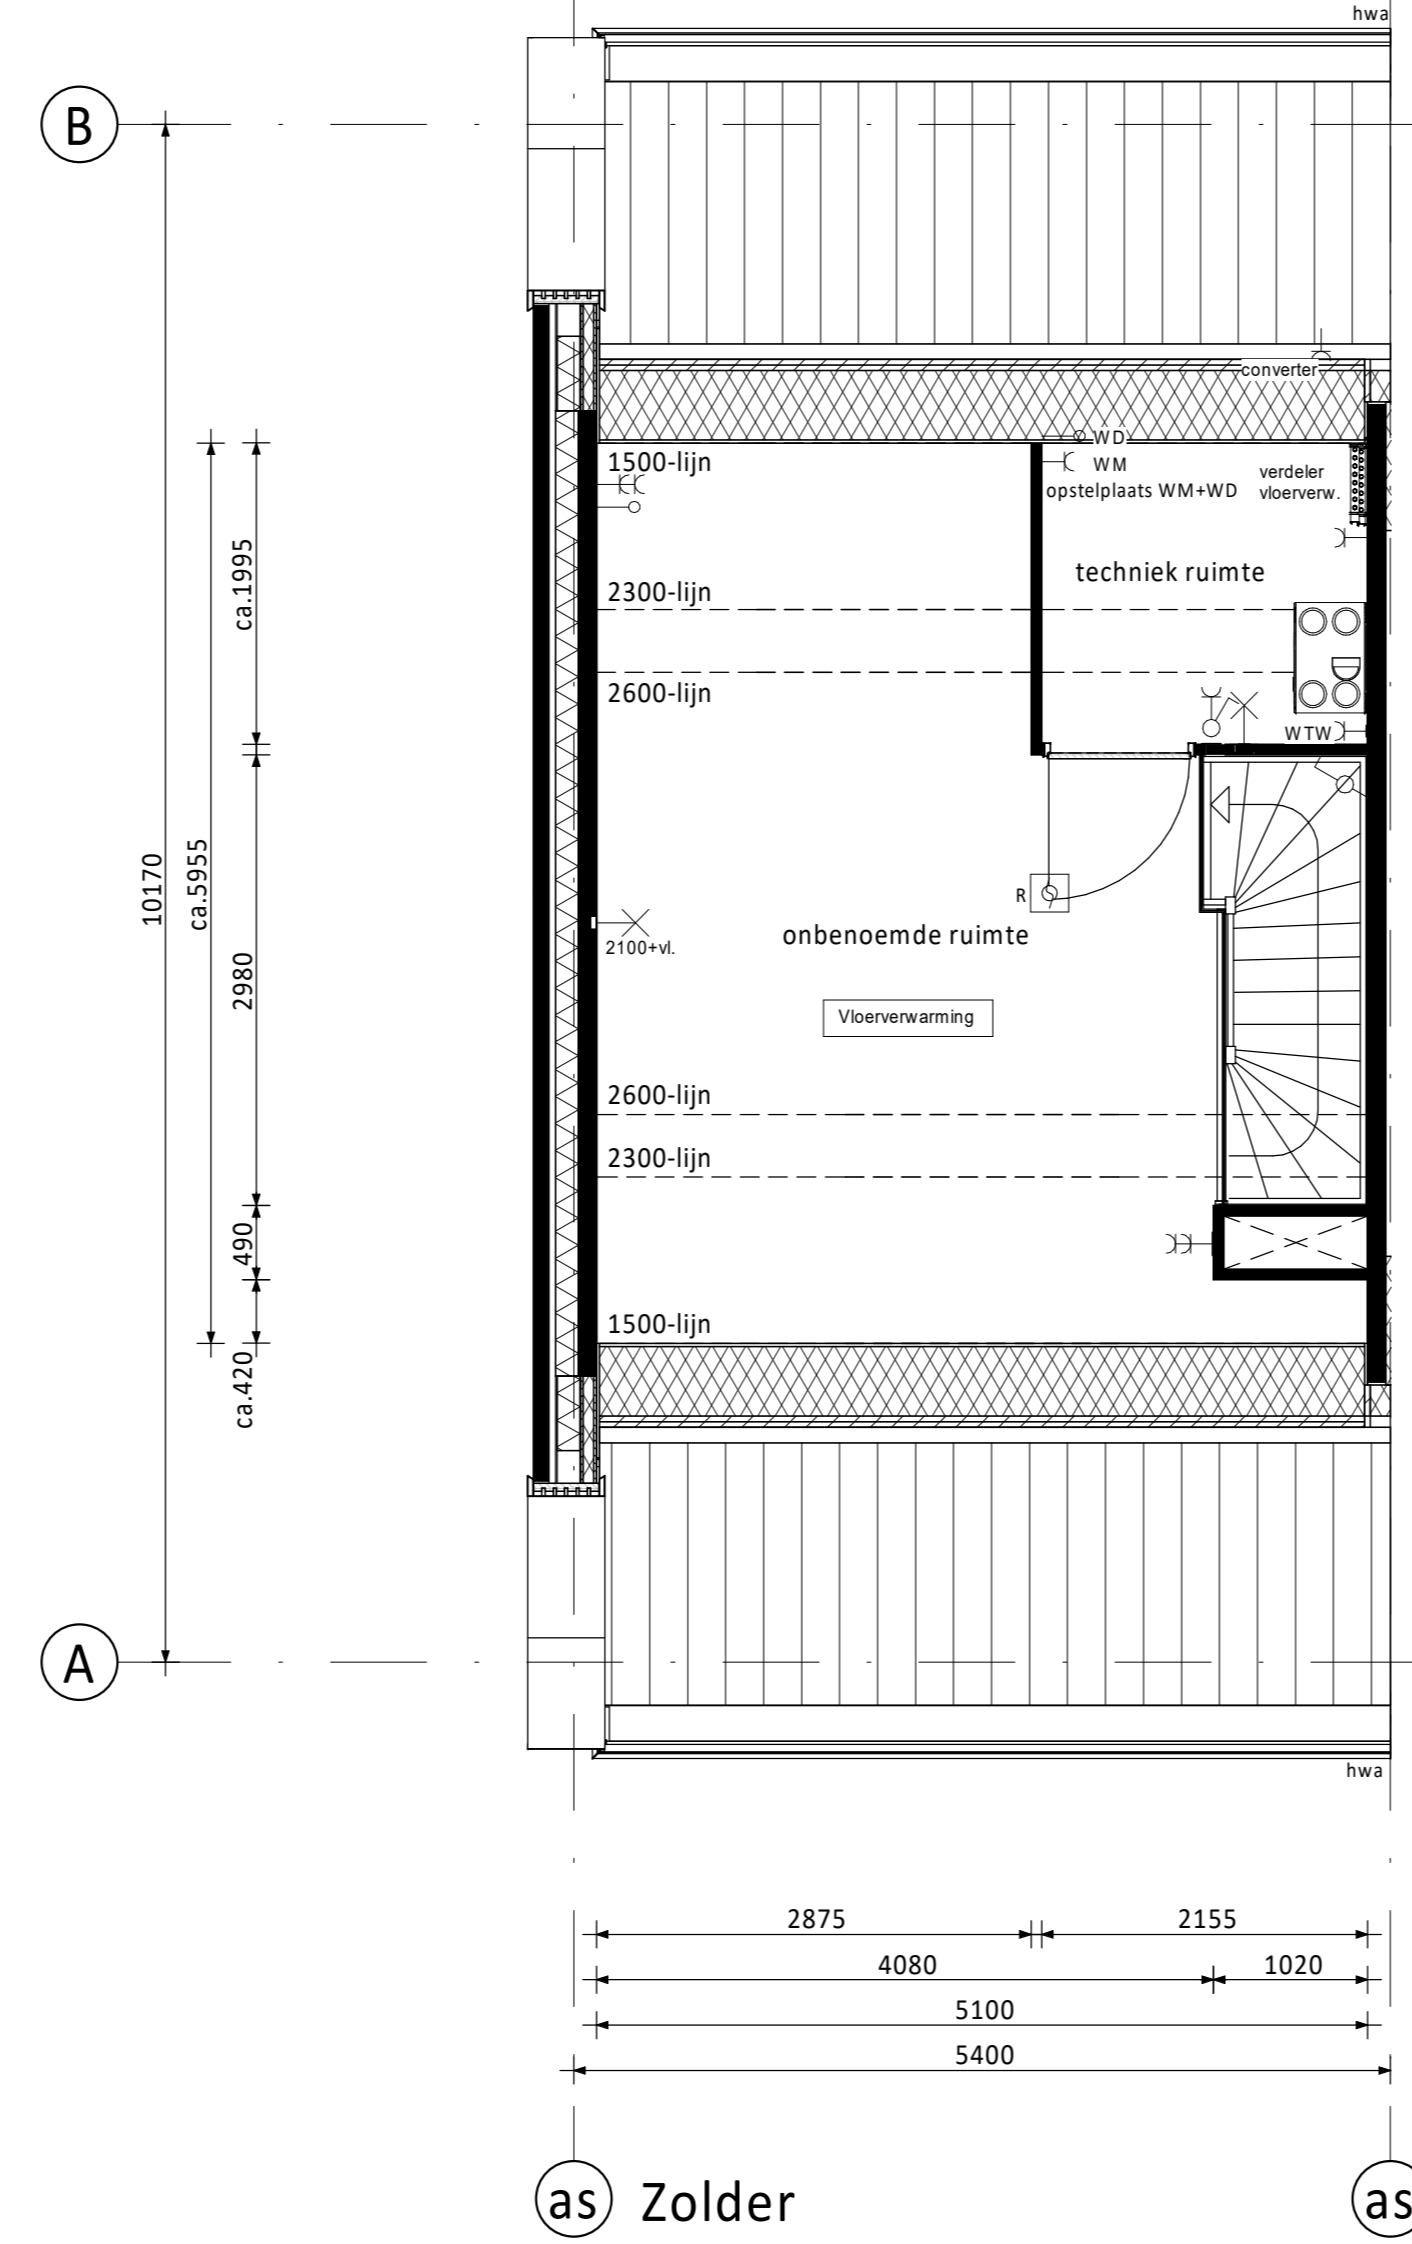 hwa
B
converter
WD
1500-lijn
WM
verdeler
opstelplaats WM+WD
vloerverw.
ca.1995
techniek ruimte
2300-lijn
2600-lijn
WTW
10170
ca.5955
R
onbenoemde ruimte
2100+vl.
2980
Vloerverwarming
2600-lijn
2300-lijn
490
1500-lijn
ca.420
A
hwa
2875
2155
4080
1020
5100
5400
as
Zolder
as